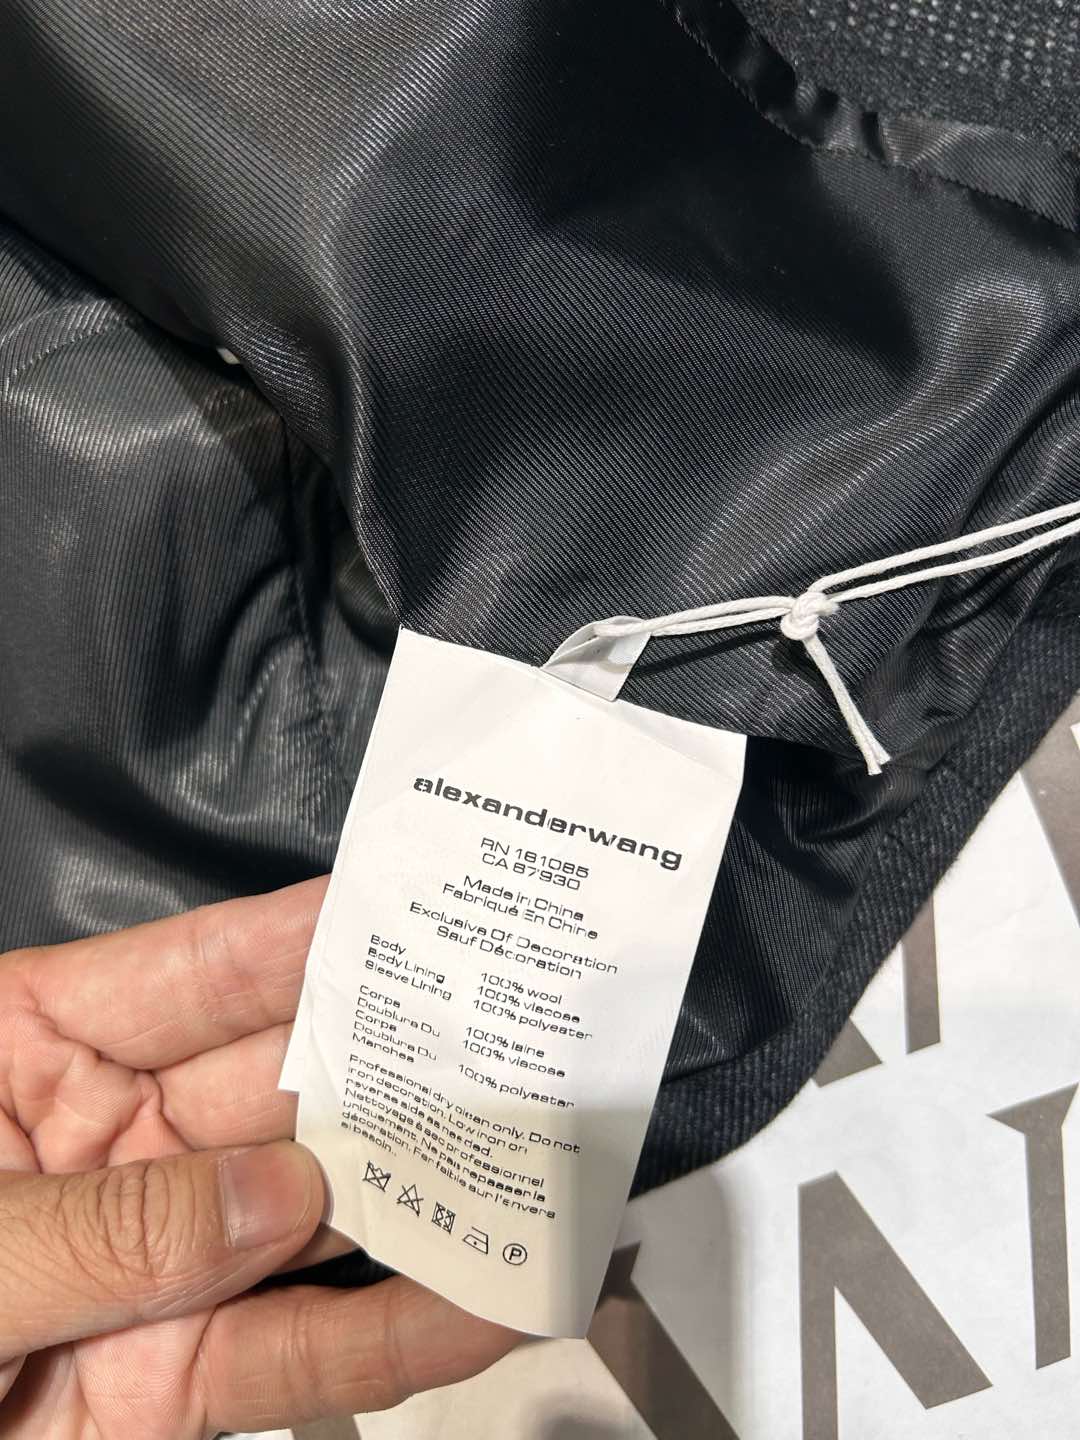 alexanderwang
RN 181085
CA 87930
Made in China
Fabriqué En Chine
Exclusive Of Decoration
Sauf Décoration
Body 100% wool
Body Lining 100% viscose
Sleeve Lining 100% polyester
Corps 100% laine
Doublure Du
Corps 100% viscose
Doublure Du
Manches 100% polyester
Professional dry clean only. Do not
iron decoration. Low iron on
reverse side as needed.
Nettoyage à sec professionnel
uniquement. Ne pas repasser la
décoration. Fer faible sur l'envers
si besoin..
P